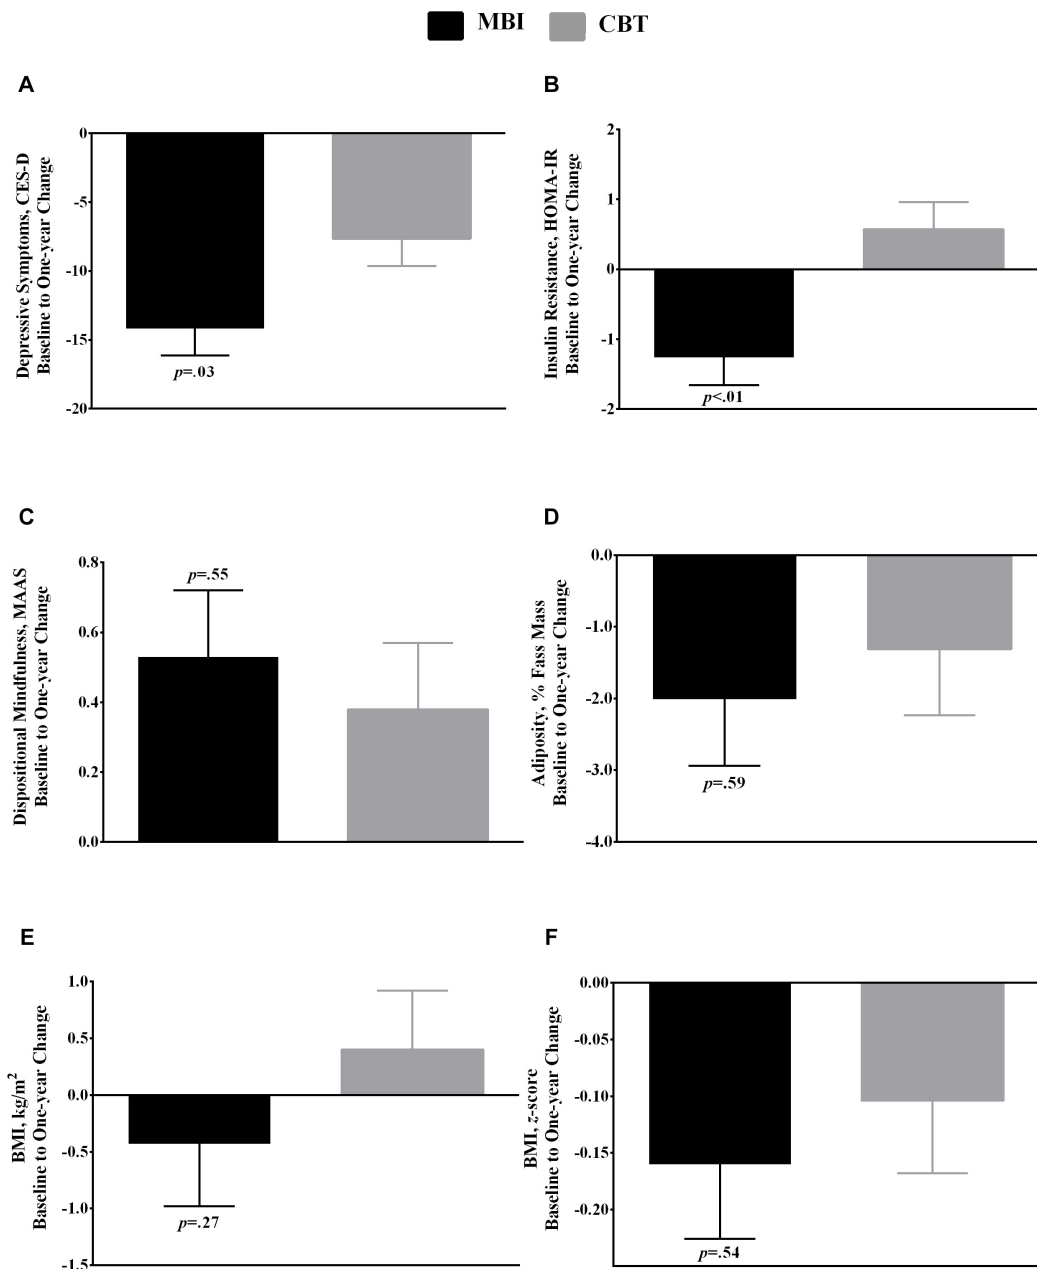 MBI CBT
A
Depressive Symptoms, CES-D
Baseline to One-year Change
0
-5
-10
-15
-20
p=.03
B
Insulin Resistance, HOMA-IR
Baseline to One-year Change
2
1
0
-1
-2
p<.01
C
Dispositional Mindfulness, MAAS
Baseline to One-year Change
0.8
0.6
0.4
0.2
0.0
p=.55
D
Adiposity, % Fass Mass
Baseline to One-year Change
0.0
-1.0
-2.0
-3.0
-4.0
p=.59
E
BMI, kg/m²
Baseline to One-year Change
1.0
0.5
0.0
-0.5
-1.0
-1.5
p=.27
F
BMI, z-score
Baseline to One-year Change
0.00
-0.05
-0.10
-0.15
-0.20
p=.54